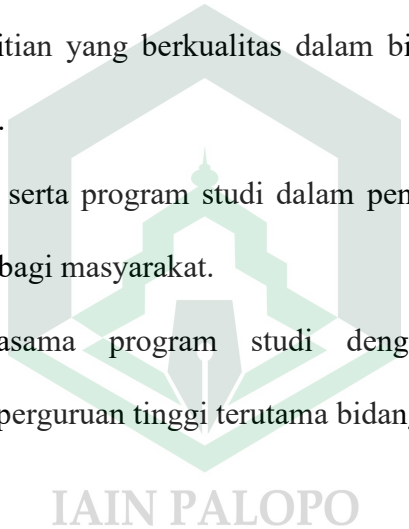 itian yang berkualitas dalam bi
.
serta program studi dalam pen
bagi masyarakat.
asama program studi deng
perguruan tinggi terutama bidang
IAIN PALOPO